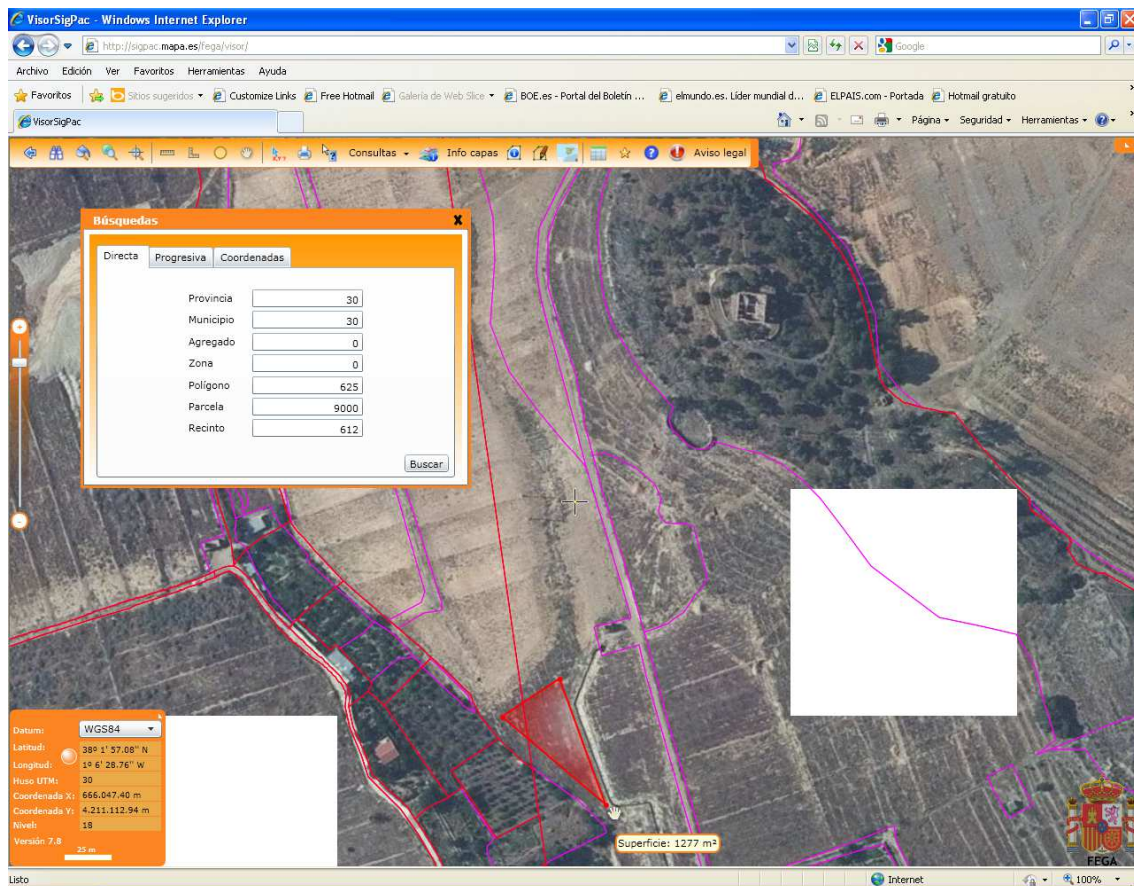 VisorSigPac - Windows Internet Explorer
http://sigpac.mapa.es/fega/visor/
Google
Archivo Edición Ver Favoritos Herramientas Ayuda
Favoritos Sitios sugeridos Customize Links Free Hotmail Galería de Web Slice BOE.es - Portal del Boletín ... elmundo.es. Líder mundial d... ELPAIS.com - Portada Hotmail gratuito
VisorSigPac
Página Seguridad Herramientas
Consultas Info capas Aviso legal
Búsquedas
Directa Progresiva Coordenadas
Provincia 30
Municipio 30
Agregado 0
Zona 0
Polígono 625
Parcela 9000
Recinto 612
Buscar
Datum: WGS84
Latitud: 38º 1' 57.08'' N
Longitud: 1º 6' 28.76'' W
Huso UTM: 30
Coordenada X: 666.047.40 m
Coordenada Y: 4.211.112.94 m
Nivel: 18
Versión 7.8
25 m
Superficie: 1277 m²
FEGA
Listo
Internet
100%